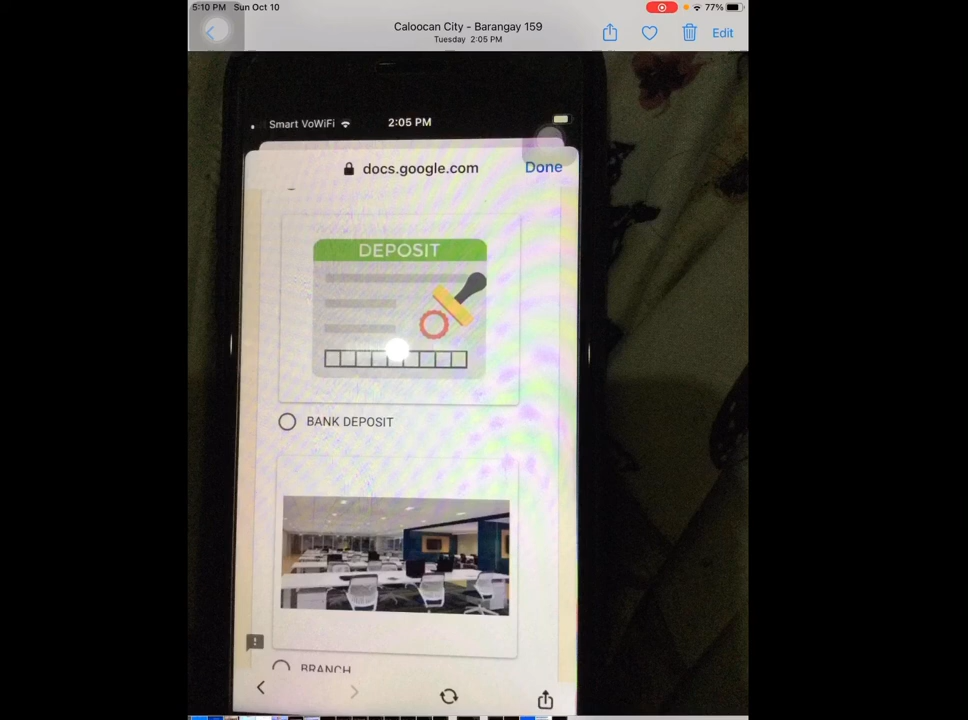 5:10 PM Sun Oct 10
77%
Caloocan City - Barangay 159
Tuesday 2:05 PM
Edit
Smart VoWiFi
2:05 PM
docs.google.com
Done
DEPOSIT
BANK DEPOSIT
BRANCH